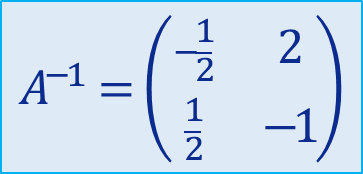 A⁻¹ = (-1/2 2
1/2 -1)